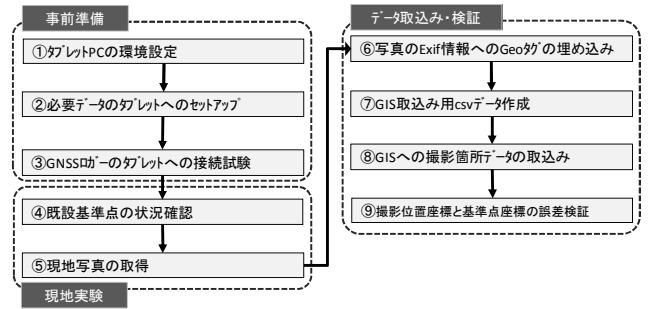 事前準備
①ﾀﾌﾞﾚｯﾄPCの環境設定
②必要ﾃﾞｰﾀのﾀﾌﾞﾚｯﾄへのｾｯﾄｱｯﾌﾟ
③GNSSﾛｶﾞｰのﾀﾌﾞﾚｯﾄへの接続試験
④既設基準点の状況確認
⑤現地写真の取得
現地実験
ﾃﾞｰﾀ取込み・検証
⑥写真のExif情報へのGeoﾀｸﾞの埋め込み
⑦GIS取込み用csvﾃﾞｰﾀ作成
⑧GISへの撮影箇所ﾃﾞｰﾀの取込み
⑨撮影位置座標と基準点座標の誤差検証